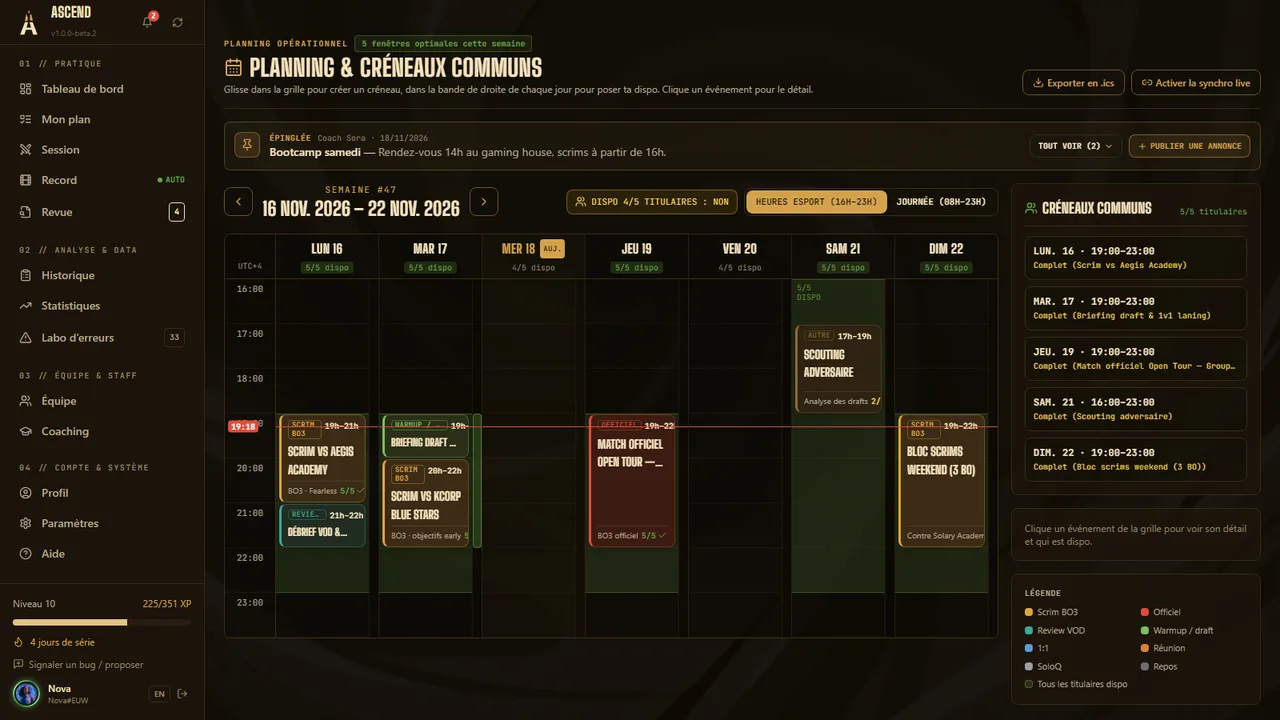 ASCEND
2
v1.0.0-beta.2
01 // PRATIQUE
Tableau de bord
Mon plan
Session
Record
AUTO
Revue
4
02 // ANALYSE & DATA
Historique
Statistiques
Labo d'erreurs
33
03 // ÉQUIPE & STAFF
Équipe
Coaching
04 // COMPTE & SYSTÈME
Profil
Paramètres
Aide
Niveau 10
225/351 XP
4 jours de série
Signaler un bug / proposer
Nova
Nova#EUW
EN
PLANNING OPÉRATIONNEL
5 fenêtres optimales cette semaine
PLANNING & CRÉNEAUX COMMUNS
Glisse dans la grille pour créer un créneau, dans la bande de droite de chaque jour pour poser ta dispo. Clique un événement pour le détail.
Exporter en .ics
Activer la synchro live
ÉPINGLÉE Coach Sora · 18/11/2026
Bootcamp samedi — Rendez-vous 14h au gaming house, scrims à partir de 16h.
TOUT VOIR (2)
+ PUBLIER UNE ANNONCE
SEMAINE #47
16 NOV. 2026 – 22 NOV. 2026
DISPO 4/5 TITULAIRES : NON
HEURES ESPORT (16H–23H)
JOURNÉE (08H–23H)
UTC+4
LUN 16
5/5 dispo
MAR 17
5/5 dispo
MER 18
AUJ.
4/5 dispo
JEU 19
5/5 dispo
VEN 20
4/5 dispo
SAM 21
5/5 dispo
DIM 22
5/5 dispo
16:00
17:00
18:00
19:18
20:00
21:00
22:00
23:00
SCRIM
BO3
19h–21h
SCRIM VS AEGIS
ACADEMY
BO3 · Fearless 5/5 ✓
REVIE…
21h–22h
DÉBRIEF VOD &…
WARMUP / …
19h-
BRIEFING DRAFT …
SCRIM
BO3
20h–22h
SCRIM VS KCORP
BLUE STARS
BO3 · objectifs early 5
OFFICIEL
19h–22
MATCH OFFICIEL
OPEN TOUR —…
BO3 officiel 5/5 ✓
5/5
DISPO
AUTRE
17h–19h
SCOUTING
ADVERSAIRE
Analyse des drafts 2/
SCRIM
BO3
19h–22h
BLOC SCRIMS
WEEKEND (3 BO)
Contre Solary Academ
CRÉNEAUX COMMUNS
5/5 titulaires
LUN. 16 · 19:00–23:00
Complet (Scrim vs Aegis Academy)
MAR. 17 · 19:00–23:00
Complet (Briefing draft & 1v1 laning)
JEU. 19 · 19:00–23:00
Complet (Match officiel Open Tour — Group…
SAM. 21 · 16:00–23:00
Complet (Scouting adversaire)
DIM. 22 · 19:00–23:00
Complet (Bloc scrims weekend (3 BO))
Clique un événement de la grille pour voir son détail
et qui est dispo.
LÉGENDE
Scrim BO3
Officiel
Review VOD
Warmup / draft
1:1
Réunion
SoloQ
Repos
Tous les titulaires dispo